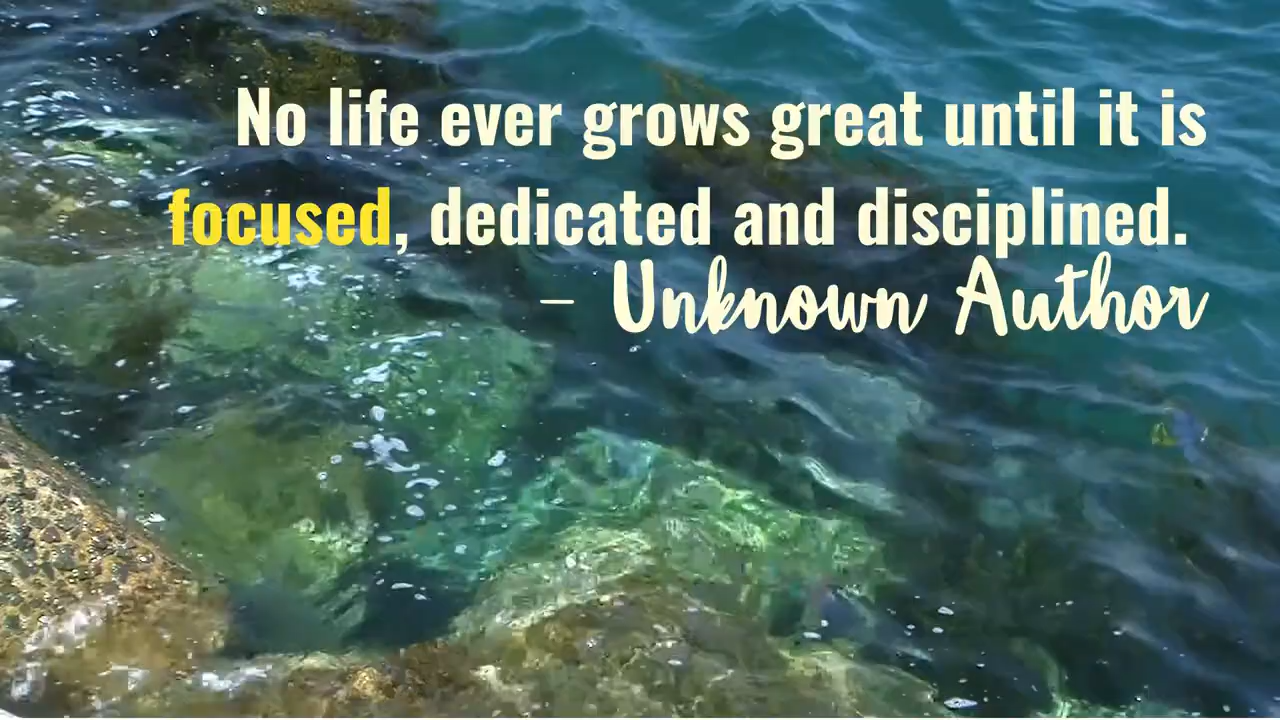 No life ever grows great until it is
focused, dedicated and disciplined.
– Unknown Author